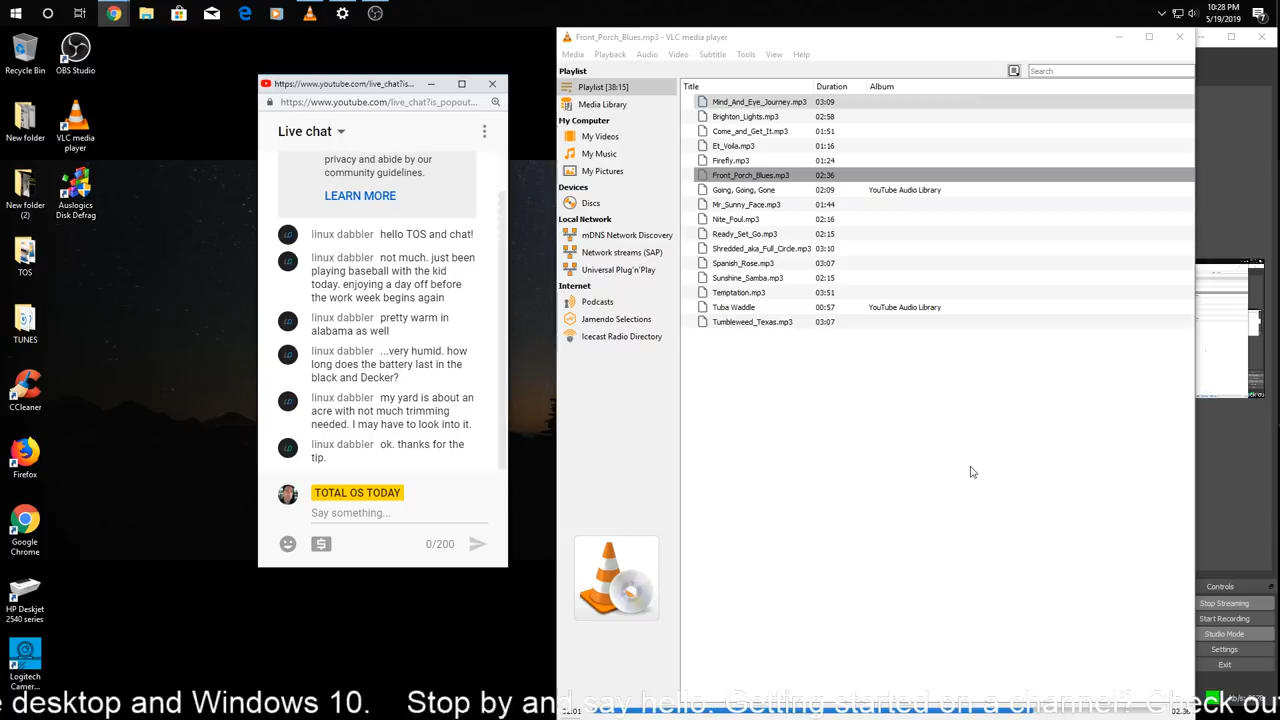 10:28 PM
5/19/2019
Recycle Bin
OBS Studio
New folder
VLC media
player
New folder
(2)
Auslogics
Disk Defrag
TOS
TUNES
CCleaner
Firefox
Google
Chrome
HP Deskjet
2540 series
Logitech
Camer...
https://www.youtube.com/live_chat?is...
https://www.youtube.com/live_chat?is_popout...
Live chat
privacy and abide by our
community guidelines.
LEARN MORE
linux dabbler hello TOS and chat!
linux dabbler not much. just been
playing baseball with the kid
today. enjoying a day off before
the work week begins again
linux dabbler pretty warm in
alabama as well
linux dabbler ...very humid. how
long does the battery last in the
black and Decker?
linux dabbler my yard is about an
acre with not much trimming
needed. I may have to look into it.
linux dabbler ok. thanks for the
tip.
TOTAL OS TODAY
Say something...
0/200
Front_Porch_Blues.mp3 - VLC media player
Media Playback Audio Video Subtitle Tools View Help
Playlist
Playlist [38:15]
Media Library
My Computer
My Videos
My Music
My Pictures
Devices
Discs
Local Network
mDNS Network Discovery
Network streams (SAP)
Universal Plug'n'Play
Internet
Podcasts
Jamendo Selections
Icecast Radio Directory
Search
Title Duration Album
Mind_And_Eye_Journey.mp3 03:09
Brighton_Lights.mp3 02:58
Come_and_Get_It.mp3 01:51
Et_Voila.mp3 01:16
Firefly.mp3 01:24
Front_Porch_Blues.mp3 02:36
Going, Going, Gone 02:09 YouTube Audio Library
Mr_Sunny_Face.mp3 01:44
Nite_Foul.mp3 02:16
Ready_Set_Go.mp3 02:15
Shredded_aka_Full_Circle.mp3 03:10
Spanish_Rose.mp3 03:07
Sunshine_Samba.mp3 02:15
Temptation.mp3 03:51
Tuba Waddle 00:57 YouTube Audio Library
Tumbleweed_Texas.mp3 03:07
Controls
Stop Streaming
Start Recording
Studio Mode
Settings
Exit
e desktop and Windows 10. Stop by and say hello. Getting started on a channel? Check ou